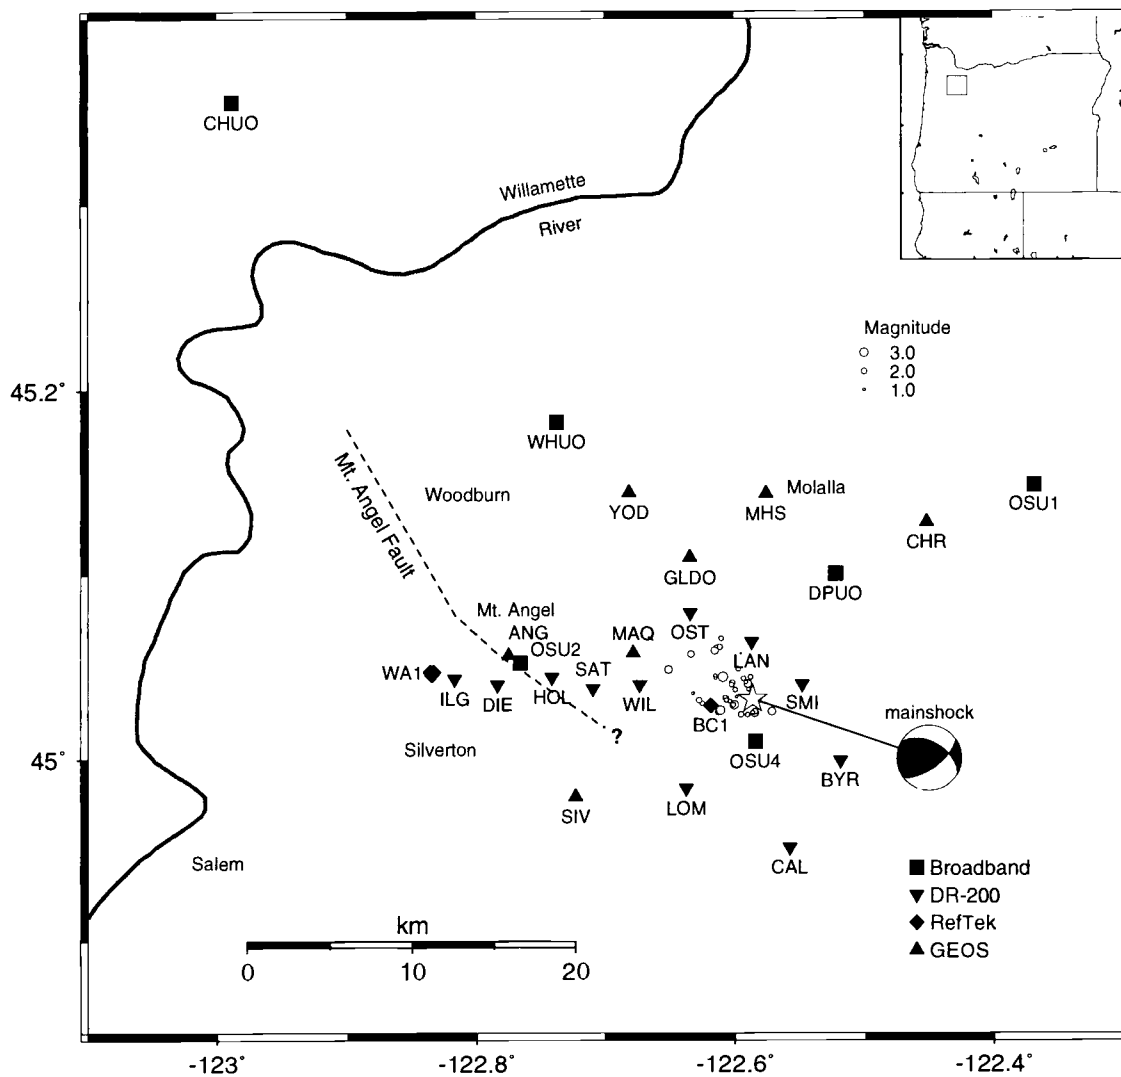 CHUO
Willamette
River
Magnitude
3.0
2.0
1.0
45.2°
WHUO
Mt. Angel Fault
Woodburn
YOD
Molalla
MHS
OSU1
CHR
GLDO
DPUO
Mt. Angel
ANG
OSU2
MAQ
OST
LAN
SAT
WA1
ILG
DIE
HOL
WIL
BC1
SMI
mainshock
?
Silverton
OSU4
45°
BYR
SIV
LOM
Salem
CAL
Broadband
DR-200
RefTek
GEOS
km
0
10
20
-123°
-122.8°
-122.6°
-122.4°